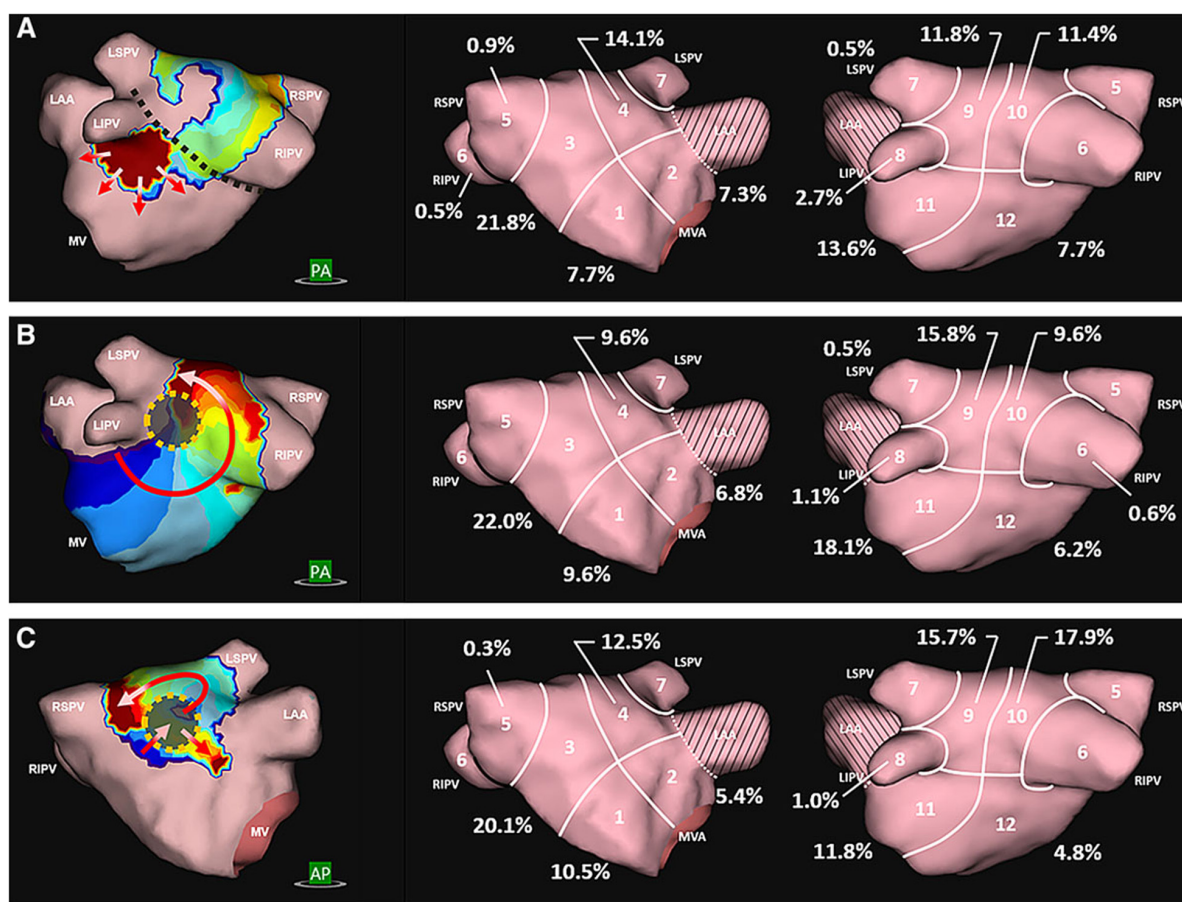 A
LSPV
LAA
LIPV
RSPV
RIPV
MV
PA
0.9%
14.1%
LSPV
7
RSPV
5
4
LAA
3
6
2
RIPV
0.5%
7.3%
21.8%
1
MVA
7.7%
0.5%
11.8%
11.4%
LSPV
7
9
10
5
RSPV
LAA
8
6
LIPV
RIPV
2.7%
11
12
13.6%
7.7%
B
LSPV
LAA
LIPV
RSPV
RIPV
MV
PA
9.6%
LSPV
7
RSPV
5
4
LAA
3
6
2
RIPV
6.8%
22.0%
1
MVA
9.6%
0.5%
15.8%
9.6%
LSPV
7
9
10
5
RSPV
LAA
8
6
LIPV
RIPV
1.1%
0.6%
11
12
18.1%
6.2%
C
LSPV
RSPV
LAA
RIPV
MV
AP
0.3%
12.5%
LSPV
7
RSPV
5
4
LAA
3
6
2
RIPV
5.4%
20.1%
1
MVA
10.5%
15.7%
17.9%
LSPV
7
9
10
5
RSPV
LAA
8
6
LIPV
RIPV
1.0%
11
12
11.8%
4.8%